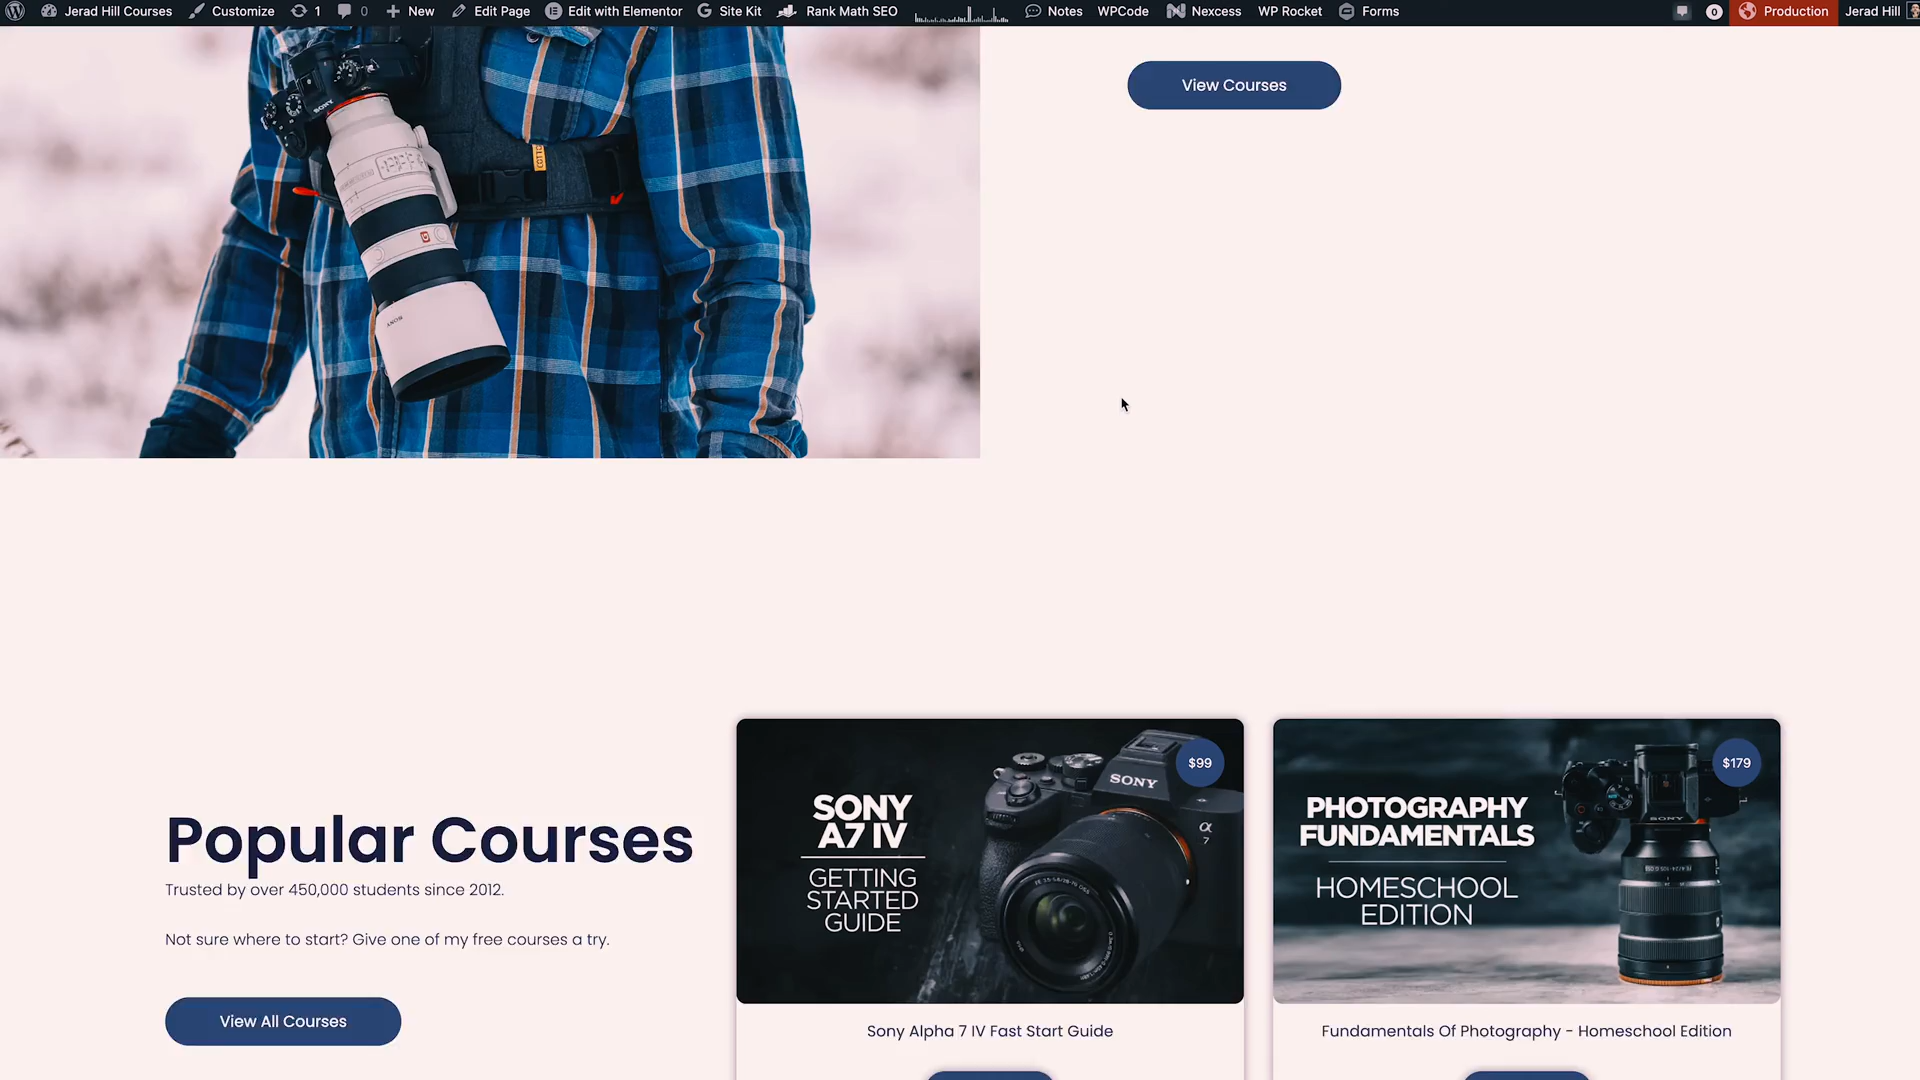 Jerad Hill Courses Customize 1 0 New Edit Page Edit with Elementor Site Kit Rank Math SEO Notes WPCode Nexcess WP Rocket Forms 0 Production Jerad Hill
View Courses
SONY
SONY
Popular Courses
Trusted by over 450,000 students since 2012.
Not sure where to start? Give one of my free courses a try.
View All Courses
$99
SONY
α
7
SONY
A7 IV
GETTING
STARTED
GUIDE
Sony Alpha 7 IV Fast Start Guide
$179
PHOTOGRAPHY
FUNDAMENTALS
HOMESCHOOL
EDITION
SONY
Fundamentals Of Photography - Homeschool Edition